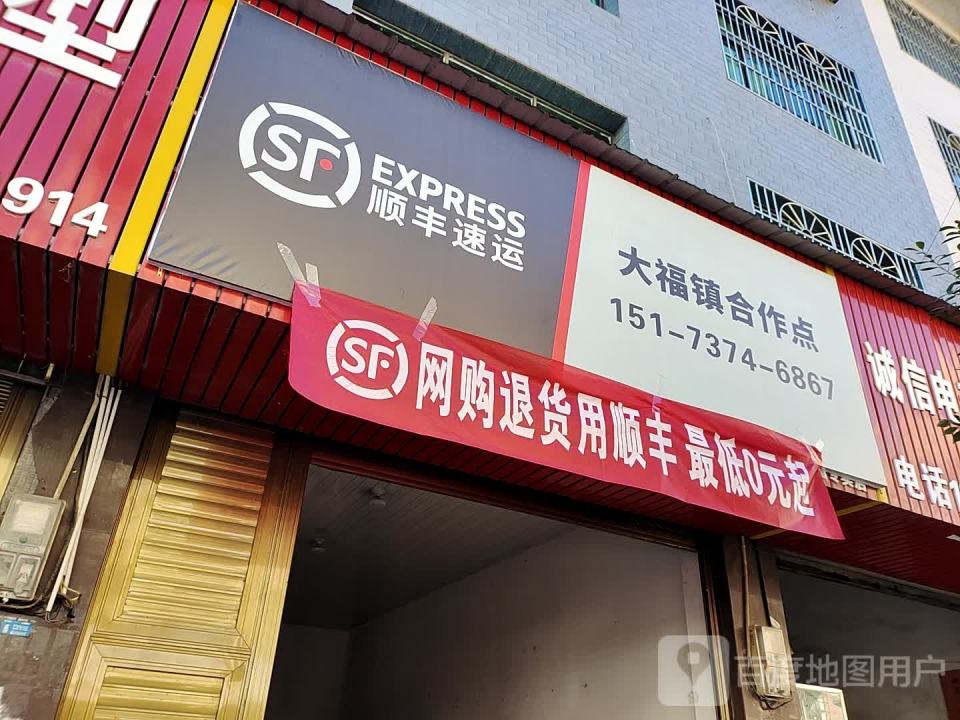 型
914
SF
EXPRESS
顺丰速运
大福镇合作点
151-7374-6867
SF 网购退货用顺丰 最低0元起
诚信电
电话1
百度地图用户